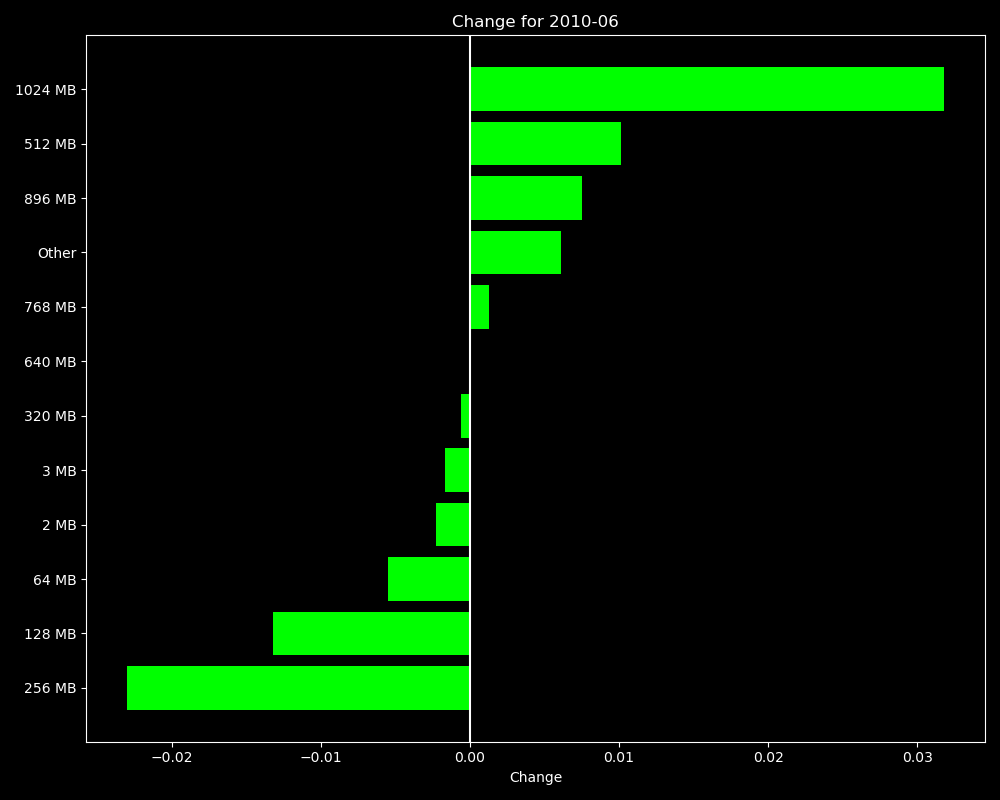 Change for 2010-06
1024 MB
512 MB
896 MB
Other
768 MB
640 MB
320 MB
3 MB
2 MB
64 MB
128 MB
256 MB
−0.02 −0.01 0.00 0.01 0.02 0.03
Change